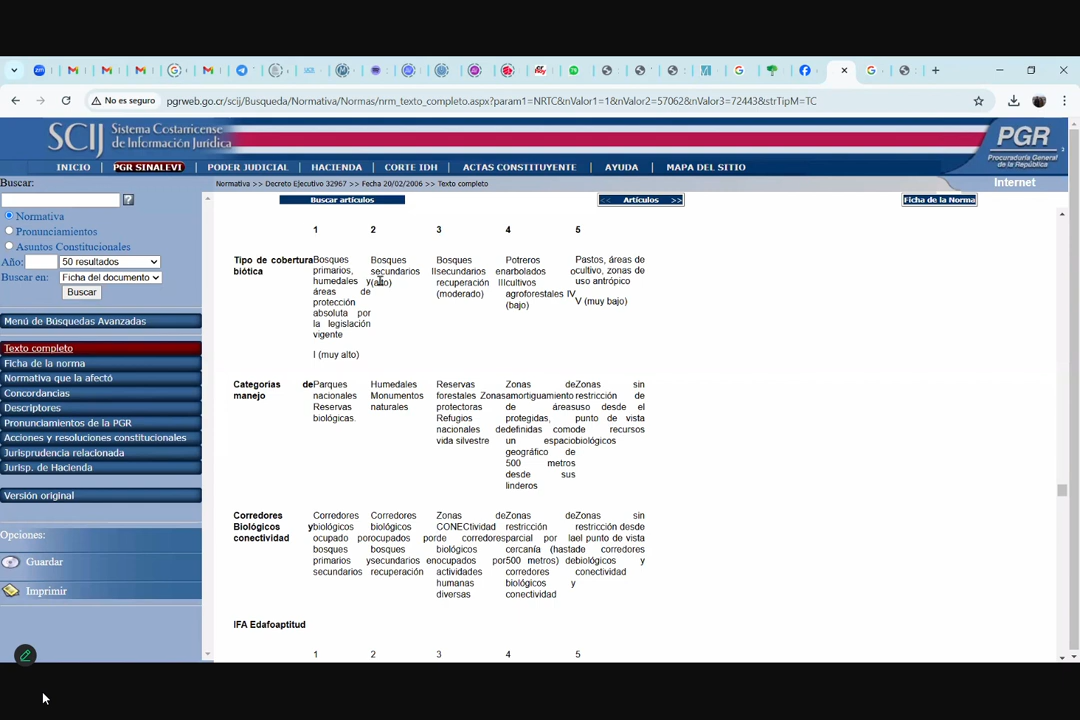 No es seguro
pgrweb.go.cr/scij/Busqueda/Normativa/Normas/nrm_texto_completo.aspx?param1=NRTC&nValor1=1&nValor2=57062&nValor3=72443&strTipM=TC
SCIJ
Sistema Costarricense
de Información Jurídica
PGR
Procuraduría General
de la República
INICIO PGR SINALEVI PODER JUDICIAL HACIENDA CORTE IDH ACTAS CONSTITUYENTE AYUDA MAPA DEL SITIO
Internet
Buscar:
Normativa
Pronunciamientos
Asuntos Constitucionales
Año: 50 resultados
Buscar en: Ficha del documento
Buscar
Menú de Búsquedas Avanzadas
Texto completo
Ficha de la norma
Normativa que la afectó
Concordancias
Descriptores
Pronunciamientos de la PGR
Acciones y resoluciones constitucionales
Jurisprudencia relacionada
Jurisp. de Hacienda
Versión original
Opciones:
Guardar
Imprimir
Normativa >> Decreto Ejecutivo 32967 >> Fecha 20/02/2006 >> Texto completo
Buscar artículos << Artículos >> Ficha de la Norma
1 2 3 4 5
Tipo de cobertura
biótica
Bosques
primarios,
humedales y
áreas de
protección
absoluta por
la legislación
vigente
I (muy alto)
Bosques
secundarios II
(alto)
Bosques
secundarios en
recuperación III
(moderado)
Potreros
arbolados o
cultivos
agroforestales IV
(bajo)
Pastos, áreas de
cultivo, zonas de
uso antrópico
V (muy bajo)
Categorias de
manejo
Parques
nacionales
Reservas
biológicas.
Humedales
Monumentos
naturales
Reservas
forestales Zonas
protectoras
Refugios
nacionales de
vida silvestre
Zonas de
amortiguamiento
de áreas
protegidas,
definidas como
un espacio
geográfico de
500 metros
desde sus
linderos
Zonas sin
restricción de
uso desde el
punto de vista
de recursos
biológicos
Corredores
Biológicos y
conectividad
Corredores
biológicos
ocupado por
bosques
primarios y
secundarios
Corredores
biológicos
ocupados por
bosques
secundarios en
recuperación
Zonas de
CONECtividad
de corredores
biológicos
ocupados por
actividades
humanas
diversas
Zonas de
restricción
parcial por la
cercanía (hasta
500 metros) de
corredores
biológicos y
conectividad
Zonas sin
restricción desde
el punto de vista
de corredores
biológicos y
conectividad
IFA Edafoaptitud
1 2 3 4 5